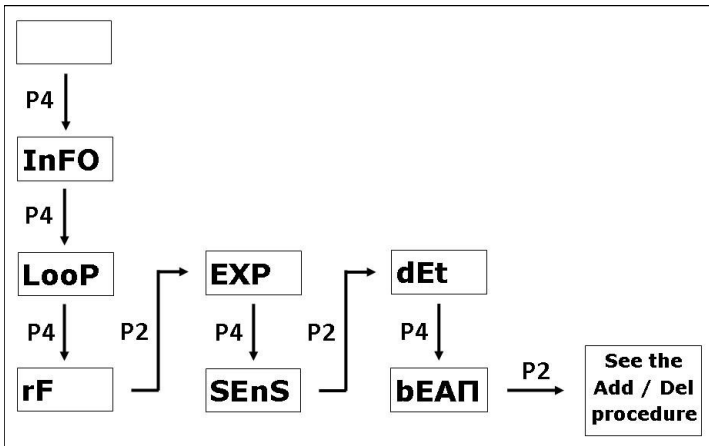 P4
InFO
P4
LooP
P4
rF
P2
EXP
P4
SEnS
P2
dEt
P4
bEAΠ
P2
See the
Add / Del
procedure